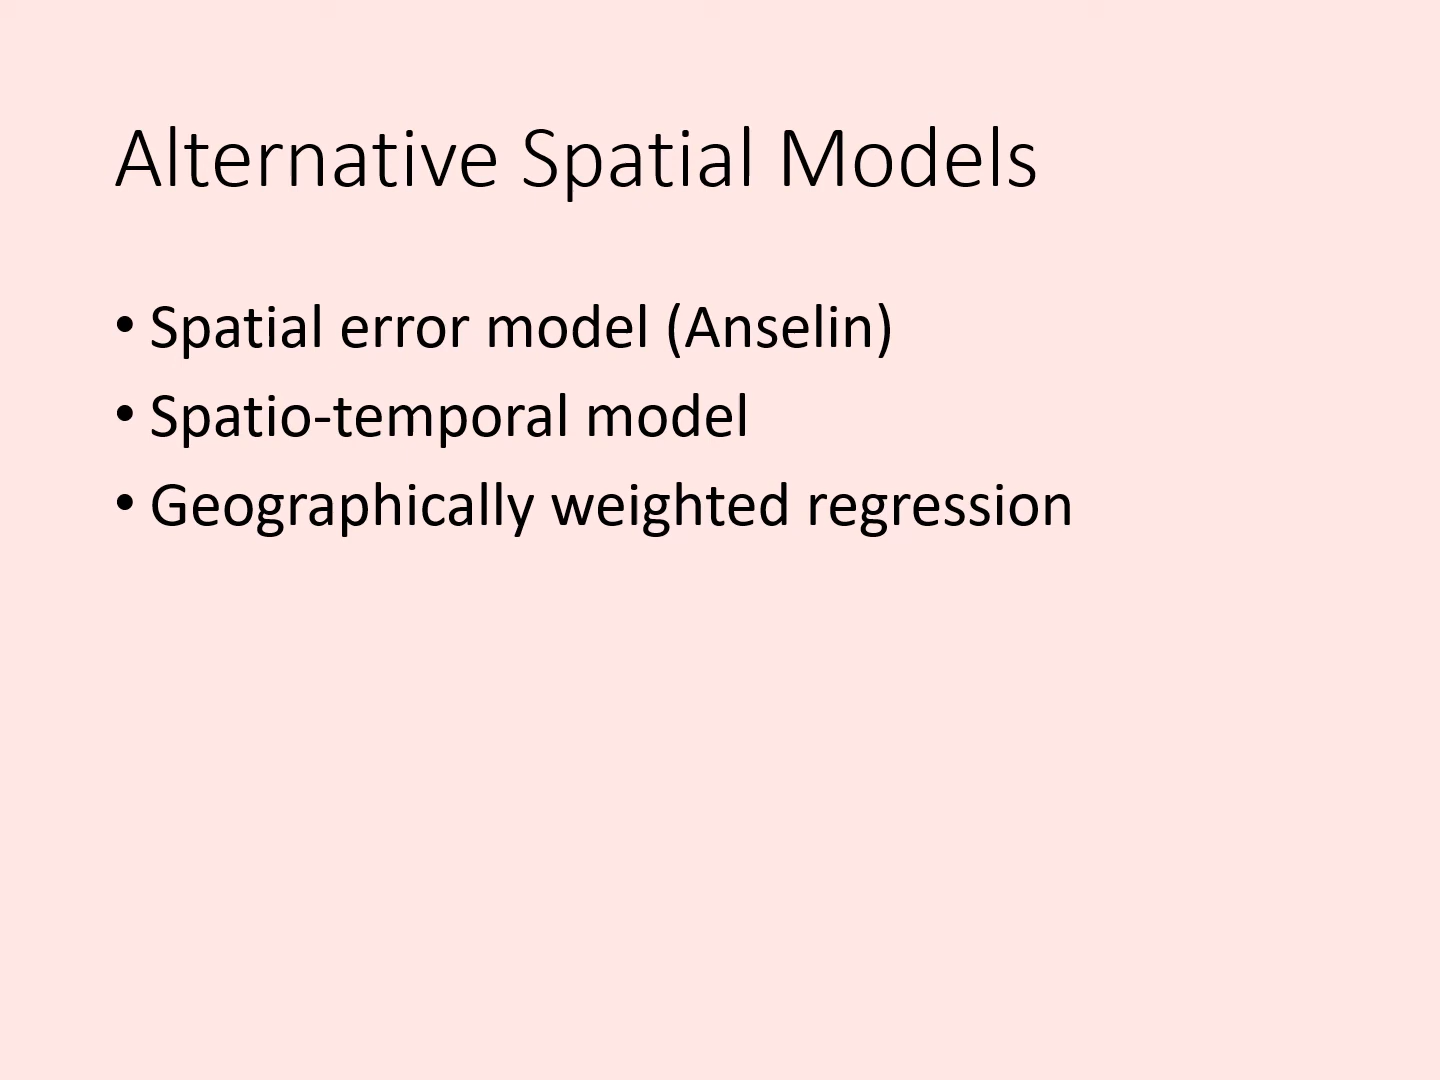 Alternative Spatial Models
• Spatial error model (Anselin)
• Spatio-temporal model
• Geographically weighted regression